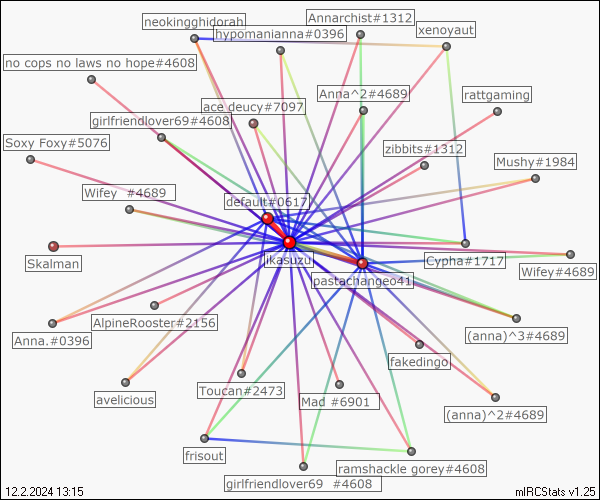 neokingghidorah
Annarchist#1312
hypomanianna#0396
xenoyaut
no cops no laws no hope#4608
Anna^2#4689
rattgaming
ace deucy#7097
girlfriendlover69#4608
Soxy Foxy#5076
zibbits#1312
Mushy#1984
Wifey  #4689
default#0617
ikasuzu
Cypha#1717
Skalman
Wifey#4689
pastachangeo41
AlpineRooster#2156
Anna.#0396
(anna)^3#4689
fakedingo
Toucan#2473
avelicious
Mad #6901
(anna)^2#4689
frisout
ramshackle gorey#4608
girlfriendlover69  #4608
12.2.2024 13:15
mIRCStats v1.25